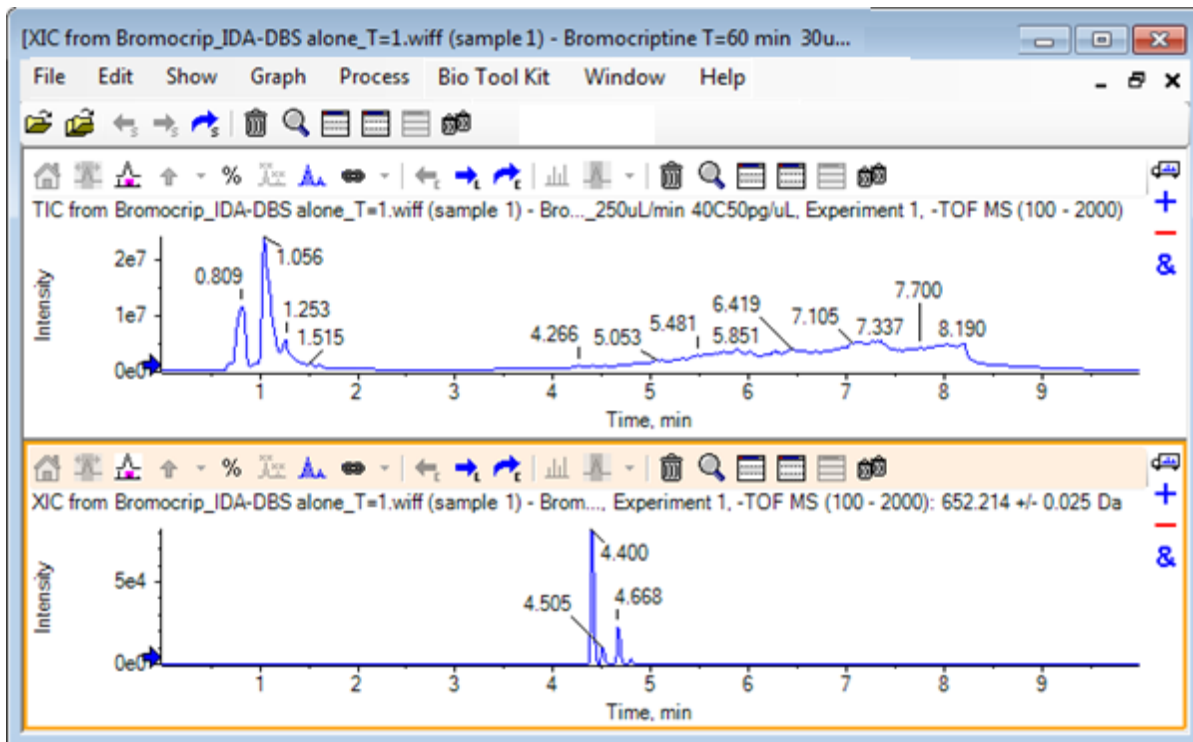 [XIC from Bromocrip_IDA-DBS alone_T=1.wiff (sample 1) - Bromocriptine T=60 min 30u...
File Edit Show Graph Process Bio Tool Kit Window Help
TIC from Bromocrip_IDA-DBS alone_T=1.wiff (sample 1) - Bro..._250uL/min 40C50pg/uL, Experiment 1, -TOF MS (100 - 2000)
Intensity
2e7
1e7
0e0
0.809
1.056
1.253
1.515
4.266
5.053
5.481
5.851
6.419
7.105
7.337
7.700
8.190
1 2 3 4 5 6 7 8 9
Time, min
XIC from Bromocrip_IDA-DBS alone_T=1.wiff (sample 1) - Brom..., Experiment 1, -TOF MS (100 - 2000): 652.214 +/- 0.025 Da
Intensity
5e4
0e0
4.400
4.505
4.668
1 2 3 4 5 6 7 8 9
Time, min